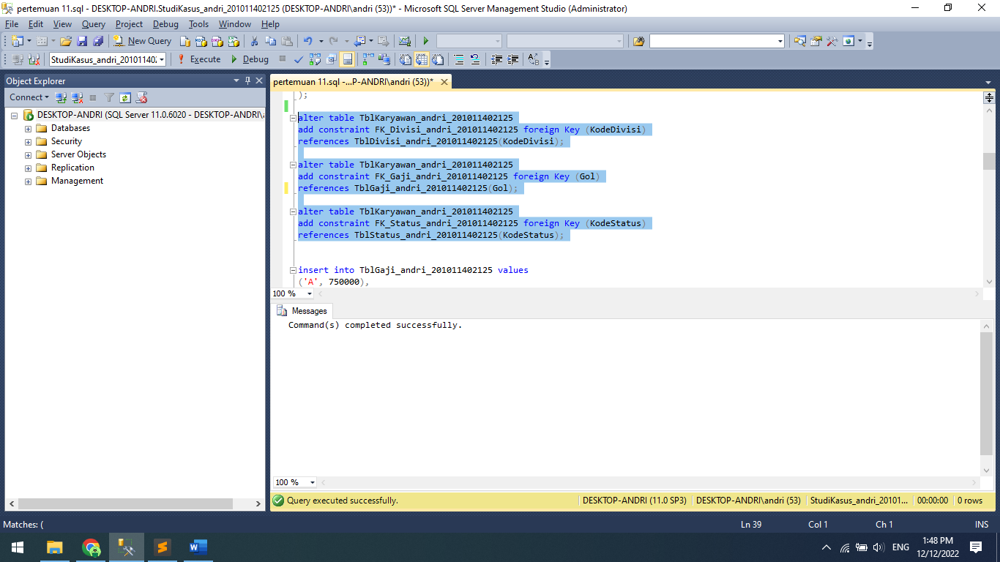 pertemuan 11.sql - DESKTOP-ANDRI.StudiKasus_andri_201011402125 (DESKTOP-ANDRI\andri (53))* - Microsoft SQL Server Management Studio (Administrator)
File Edit View Query Project Debug Tools Window Help
New Query
StudiKasus_andri_20101140 Execute Debug
Object Explorer
Connect
DESKTOP-ANDRI (SQL Server 11.0.6020 - DESKTOP-ANDRI\
Databases
Security
Server Objects
Replication
Management
pertemuan 11.sql -...P-ANDRI\andri (53))*
);
alter table TblKaryawan_andri_201011402125
add constraint FK_Divisi_andri_201011402125 foreign Key (KodeDivisi)
references TblDivisi_andri_201011402125(KodeDivisi);
alter table TblKaryawan_andri_201011402125
add constraint FK_Gaji_andri_201011402125 foreign Key (Gol)
references TblGaji_andri_201011402125(Gol);
alter table TblKaryawan_andri_201011402125
add constraint FK_Status_andri_201011402125 foreign Key (KodeStatus)
references TblStatus_andri_201011402125(KodeStatus);
insert into TblGaji_andri_201011402125 values
('A', 750000),
100 %
Messages
Command(s) completed successfully.
100 %
Query executed successfully. DESKTOP-ANDRI (11.0 SP3) DESKTOP-ANDRI\andri (53) StudiKasus_andri_20101... 00:00:00 0 rows
Matches: ( Ln 39 Col 1 Ch 1 INS
ENG 1:48 PM
12/12/2022